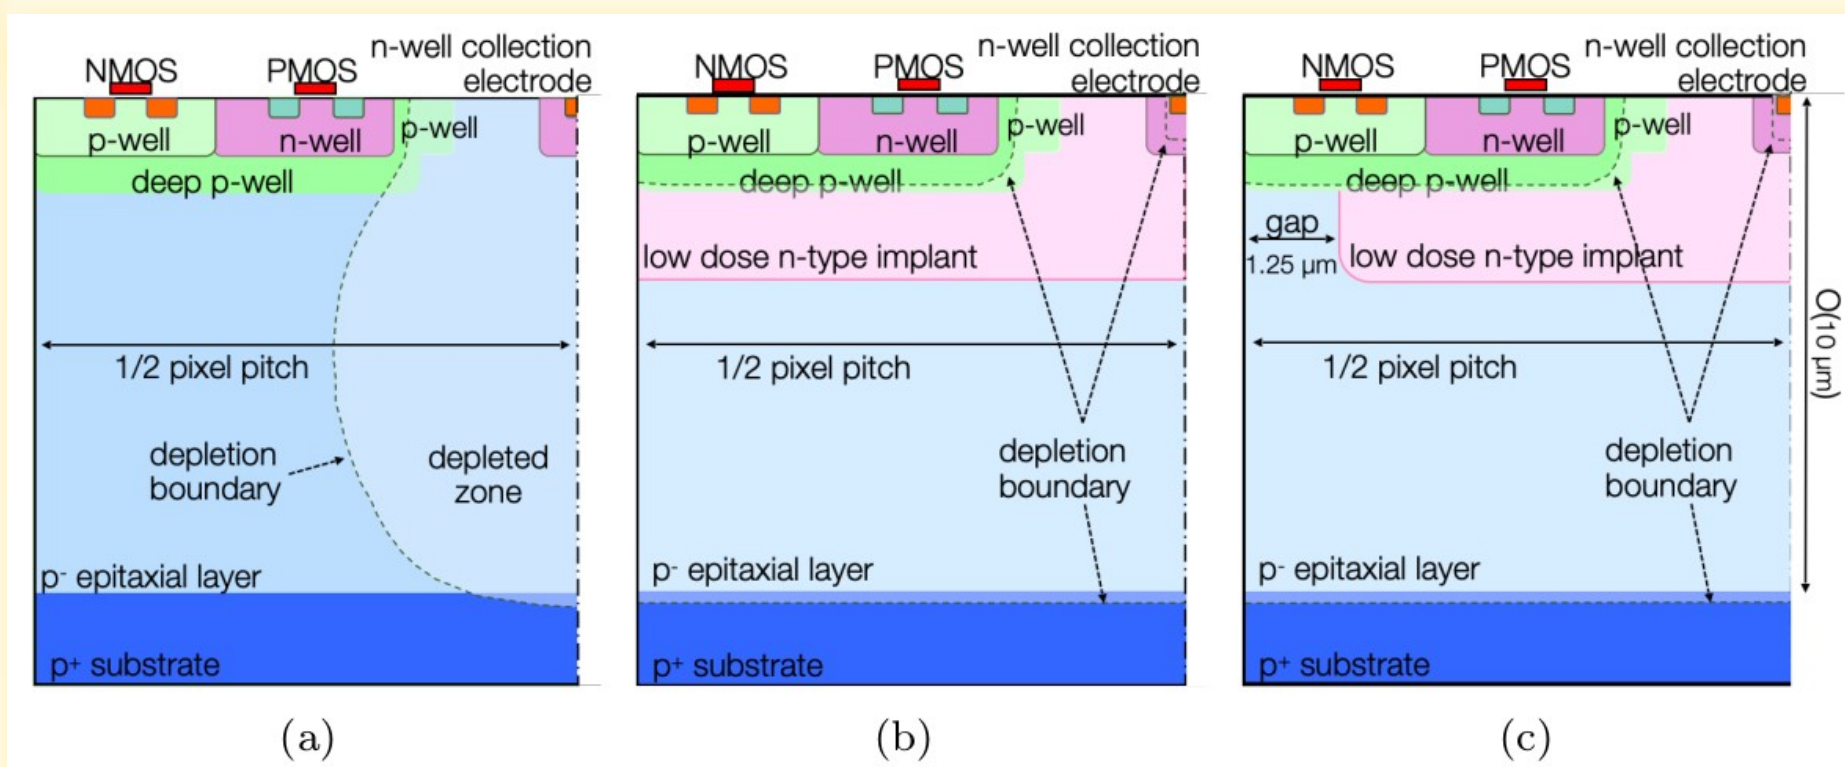 n-well collection
electrode
NMOS
PMOS
p-well
n-well
p-well
deep p-well
1/2 pixel pitch
depletion
boundary
depleted
zone
p- epitaxial layer
p+ substrate
(a)
n-well collection
electrode
NMOS
PMOS
p-well
n-well
p-well
deep p-well
low dose n-type implant
1/2 pixel pitch
depletion
boundary
p- epitaxial layer
p+ substrate
(b)
n-well collection
electrode
NMOS
PMOS
p-well
n-well
p-well
deep p-well
gap
1.25 µm
low dose n-type implant
1/2 pixel pitch
depletion
boundary
p- epitaxial layer
p+ substrate
O(10 µm)
(c)